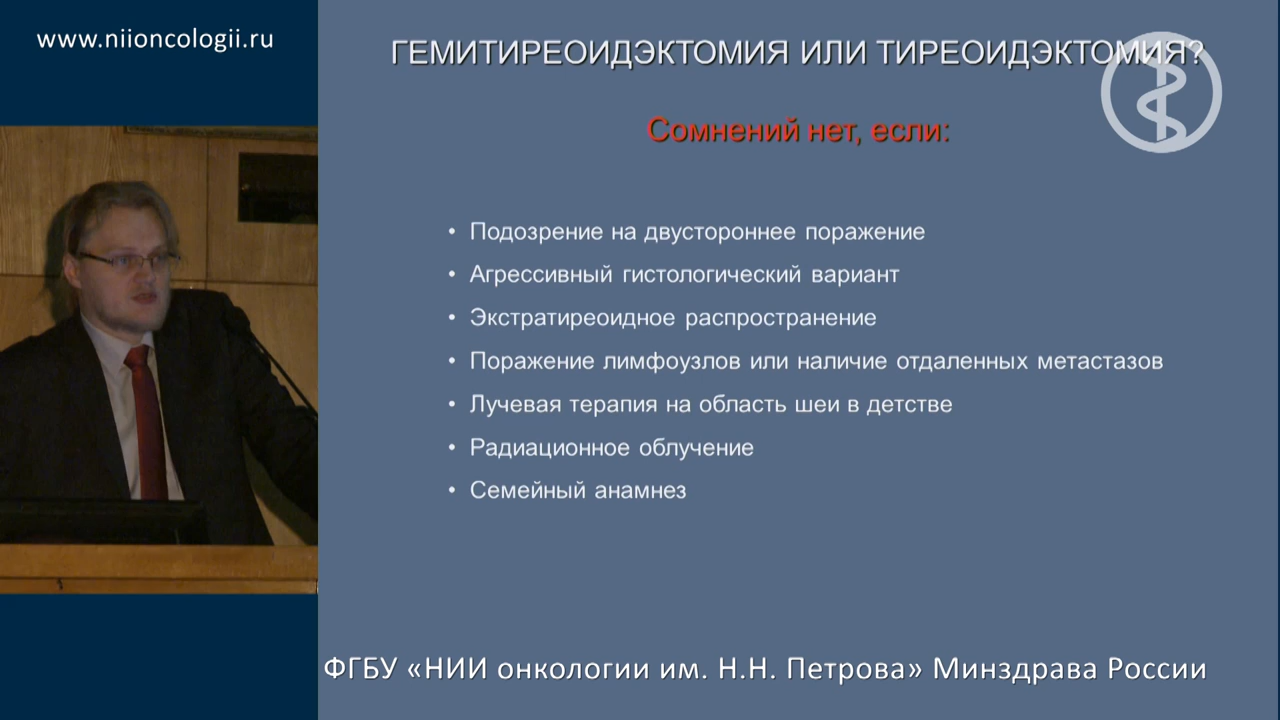 www.niioncologii.ru
ГЕМИТИРЕОИДЭКТОМИЯ ИЛИ ТИРЕОИДЭКТОМИЯ?
Сомнений нет, если:
• Подозрение на двустороннее поражение
• Агрессивный гистологический вариант
• Экстратиреоидное распространение
• Поражение лимфоузлов или наличие отдаленных метастазов
• Лучевая терапия на область шеи в детстве
• Радиационное облучение
• Семейный анамнез
ФГБУ «НИИ онкологии им. Н.Н. Петрова» Минздрава России